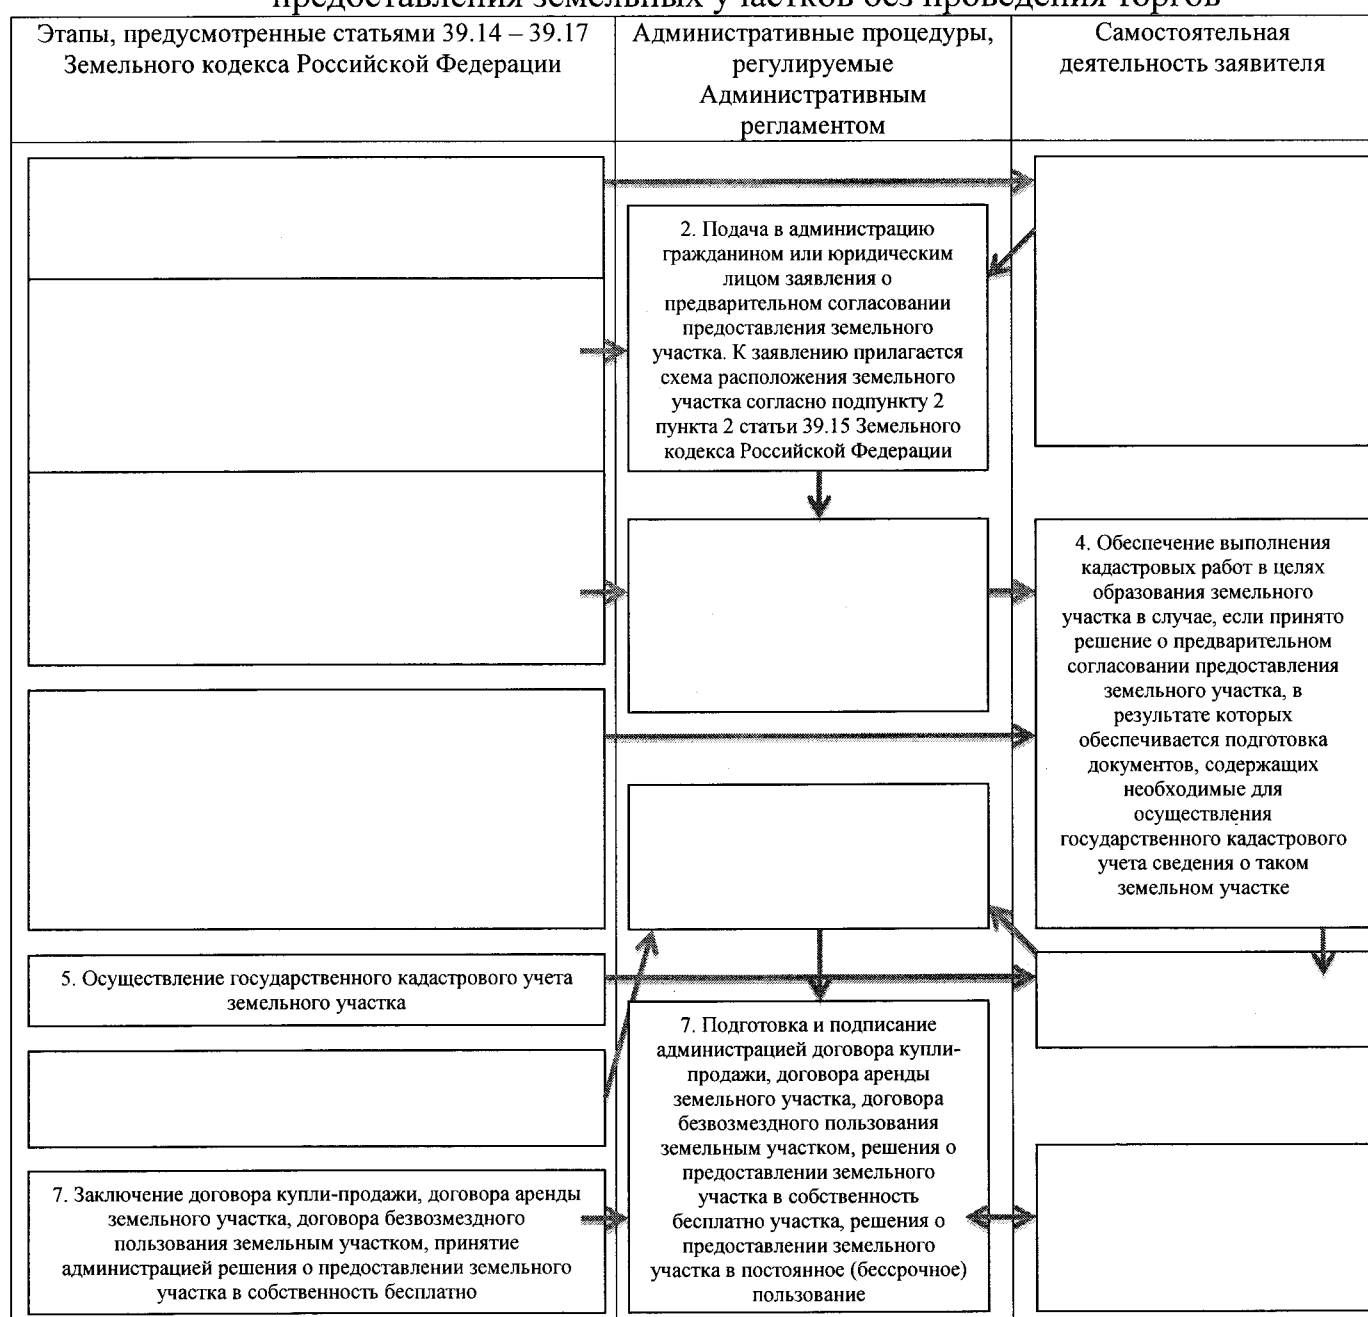 предоставления земельных участков без проведения торгов
Этапы, предусмотренные статьями 39.14 – 39.17
Земельного кодекса Российской Федерации
Административные процедуры,
регулируемые
Административным
регламентом
Самостоятельная
деятельность заявителя
2. Подача в администрацию
гражданином или юридическим
лицом заявления о
предварительном согласовании
предоставления земельного
участка. К заявлению прилагается
схема расположения земельного
участка согласно подпункту 2
пункта 2 статьи 39.15 Земельного
кодекса Российской Федерации
4. Обеспечение выполнения
кадастровых работ в целях
образования земельного
участка в случае, если принято
решение о предварительном
согласовании предоставления
земельного участка, в
результате которых
обеспечивается подготовка
документов, содержащих
необходимые для
осуществления
государственного кадастрового
учета сведения о таком
земельном участке
5. Осуществление государственного кадастрового учета
земельного участка
7. Подготовка и подписание
администрацией договора купли-
продажи, договора аренды
земельного участка, договора
безвозмездного пользования
земельным участком, решения о
предоставлении земельного
участка в собственность
бесплатно участка, решения о
предоставлении земельного
участка в постоянное (бессрочное)
пользование
7. Заключение договора купли-продажи, договора аренды
земельного участка, договора безвозмездного
пользования земельным участком, принятие
администрацией решения о предоставлении земельного
участка в собственность бесплатно